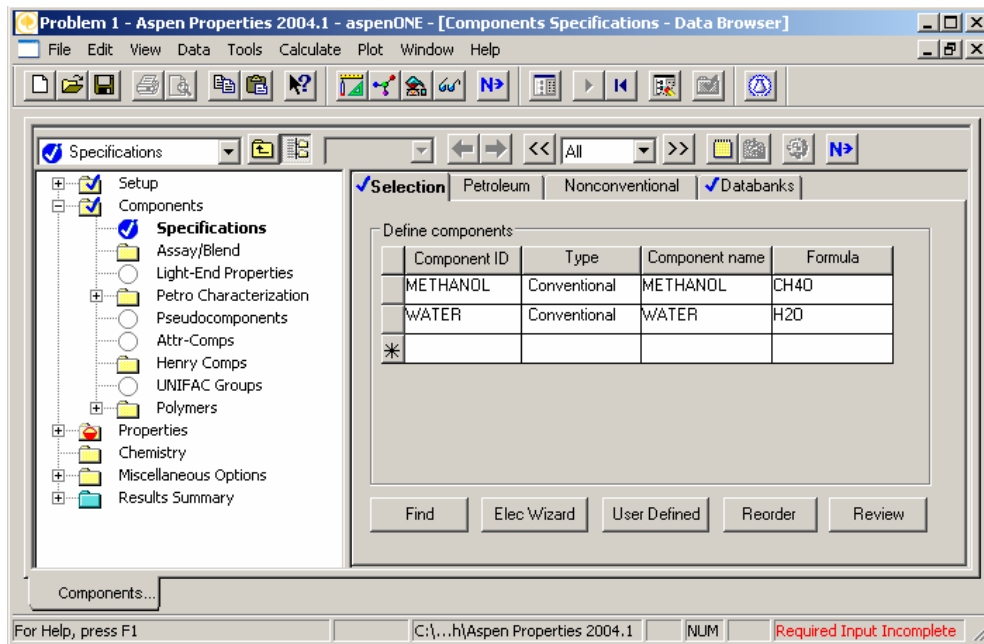 Problem 1 - Aspen Properties 2004.1 - aspenONE - [Components Specifications - Data Browser]
File Edit View Data Tools Calculate Plot Window Help
N>
Specifications
<< All >> N>
Setup
Components
Specifications
Assay/Blend
Light-End Properties
Petro Characterization
Pseudocomponents
Attr-Comps
Henry Comps
UNIFAC Groups
Polymers
Properties
Chemistry
Miscellaneous Options
Results Summary
Selection Petroleum Nonconventional Databanks
Define components
Component ID Type Component name Formula
METHANOL Conventional METHANOL CH4O
WATER Conventional WATER H2O
*
Find Elec Wizard User Defined Reorder Review
Components...
For Help, press F1 C:\...h\Aspen Properties 2004.1 NUM Required Input Incomplete